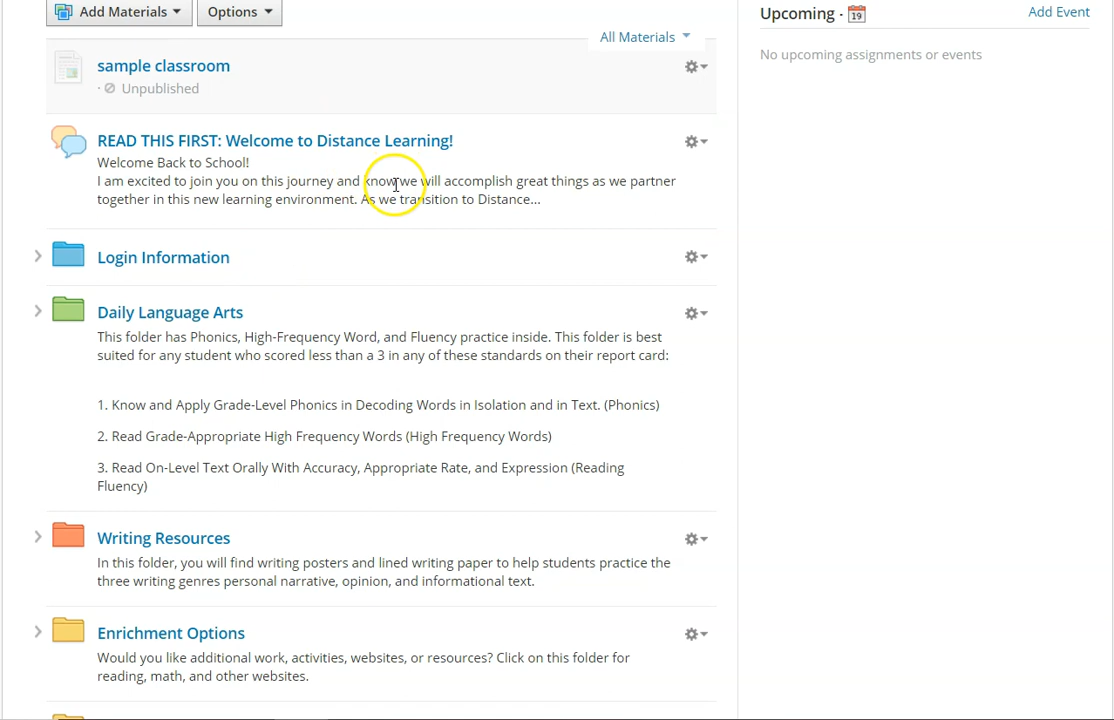 Add Materials
Options
Upcoming · 19
Add Event
All Materials
No upcoming assignments or events
sample classroom
· Unpublished
READ THIS FIRST: Welcome to Distance Learning!
Welcome Back to School!
I am excited to join you on this journey and know we will accomplish great things as we partner
together in this new learning environment. As we transition to Distance...
Login Information
Daily Language Arts
This folder has Phonics, High-Frequency Word, and Fluency practice inside. This folder is best
suited for any student who scored less than a 3 in any of these standards on their report card:
1. Know and Apply Grade-Level Phonics in Decoding Words in Isolation and in Text. (Phonics)
2. Read Grade-Appropriate High Frequency Words (High Frequency Words)
3. Read On-Level Text Orally With Accuracy, Appropriate Rate, and Expression (Reading
Fluency)
Writing Resources
In this folder, you will find writing posters and lined writing paper to help students practice the
three writing genres personal narrative, opinion, and informational text.
Enrichment Options
Would you like additional work, activities, websites, or resources? Click on this folder for
reading, math, and other websites.